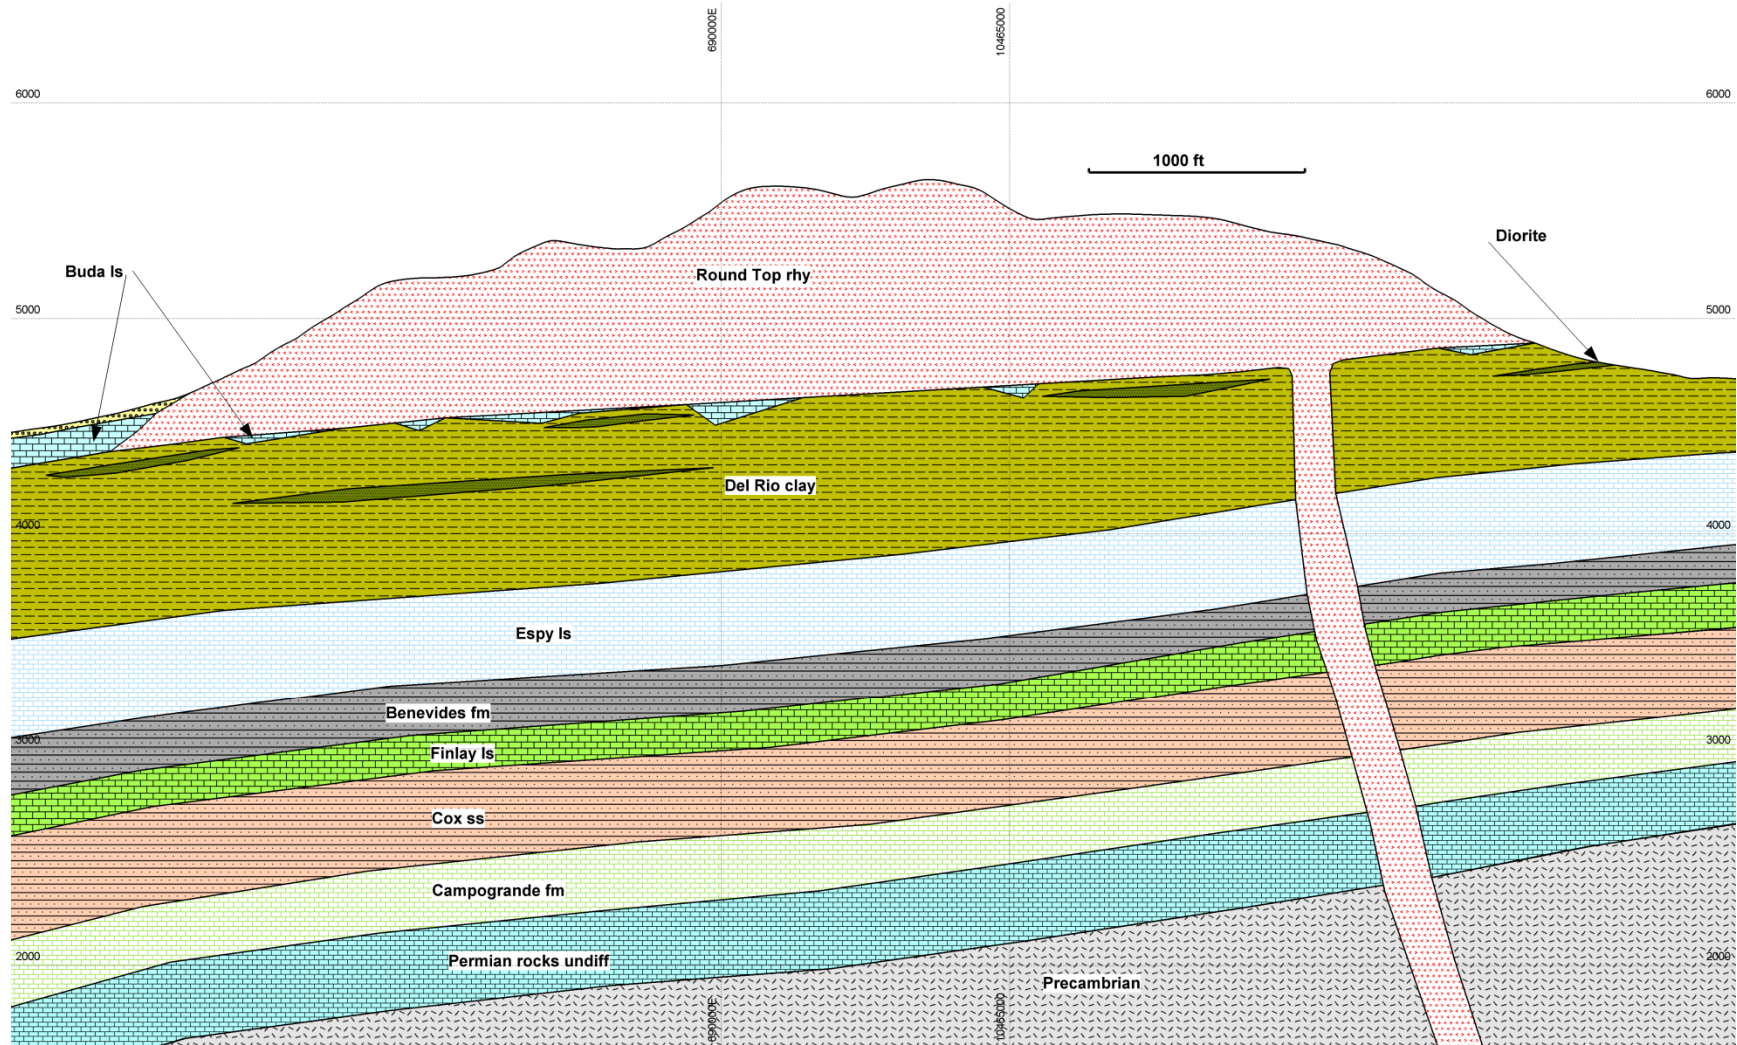 690000E
10465000
6000
6000
1000 ft
Diorite
Buda ls
Round Top rhy
5000
5000
Del Rio clay
4000
4000
Espy ls
Benevides fm
3000
3000
Finlay ls
Cox ss
Campogrande fm
2000
2000
Permian rocks undiff
Precambrian
690000E
10465000